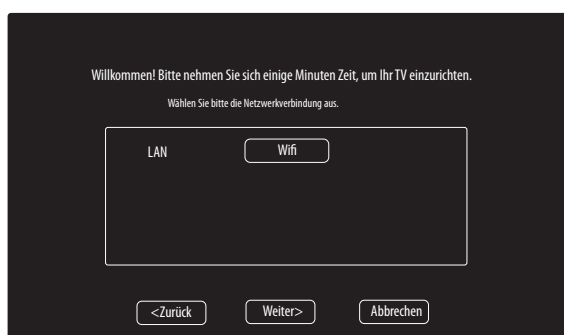 Willkommen! Bitte nehmen Sie sich einige Minuten Zeit, um Ihr TV einzurichten.
Wählen Sie bitte die Netzwerkverbindung aus.
LAN Wifi
<Zurück Weiter> Abbrechen